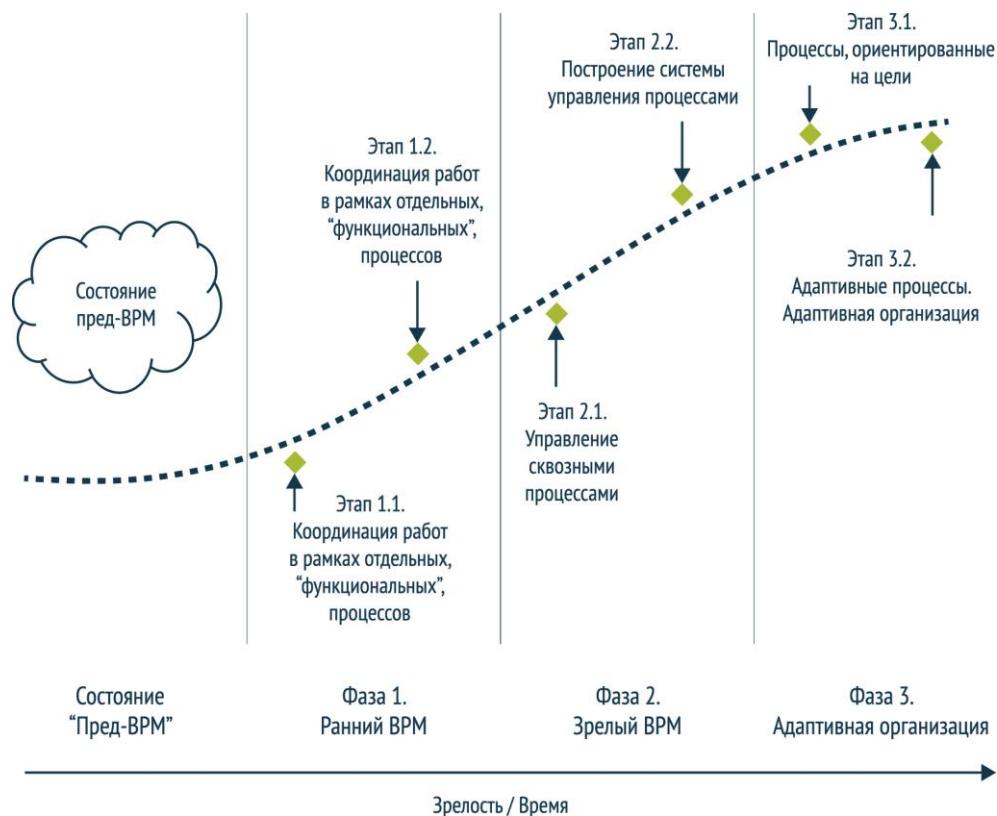 Этап 3.1.
Процессы, ориентированные
на цели
Этап 2.2.
Построение системы
управления процессами
Этап 1.2.
Координация работ
в рамках отдельных,
“функциональных”,
процессов
Состояние
пред-BPM
Этап 3.2.
Адаптивные процессы.
Адаптивная организация
Этап 2.1.
Управление
сквозными
процессами
Этап 1.1.
Координация работ
в рамках отдельных,
“функциональных”,
процессов
Состояние
“Пред-BPM”
Фаза 1.
Ранний BPM
Фаза 2.
Зрелый BPM
Фаза 3.
Адаптивная организация
Зрелость / Время